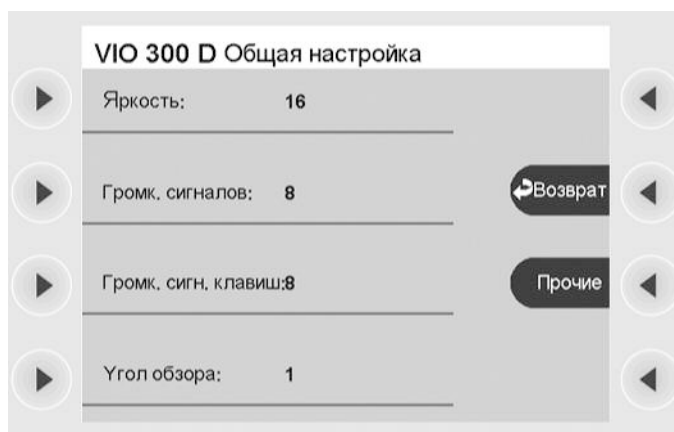 VIO 300 D Общая настройка
Яркость: 16
Громк. сигналов: 8
Возврат
Громк. сигн. клавиш:8
Прочие
Угол обзора: 1